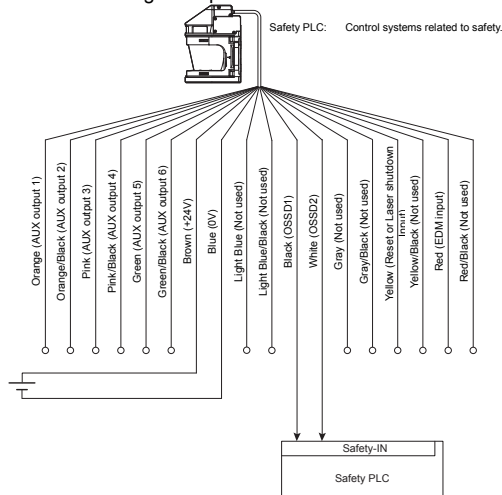 Safety PLC: Control systems related to safety.
Orange (AUX output 1)
Orange/Black (AUX output 2)
Pink (AUX output 3)
Pink/Black (AUX output 4)
Green (AUX output 5)
Green/Black (AUX output 6)
Brown (+24V)
Blue (0V)
Light Blue (Not used)
Light Blue/Black (Not used)
Black (OSSD1)
White (OSSD2)
Gray (Not used)
Gray/Black (Not used)
Yellow (Reset or Laser shutdown
Input)
Yellow/Black (Not used)
Red (EDM input)
Red/Black (Not used)
Safety-IN
Safety PLC